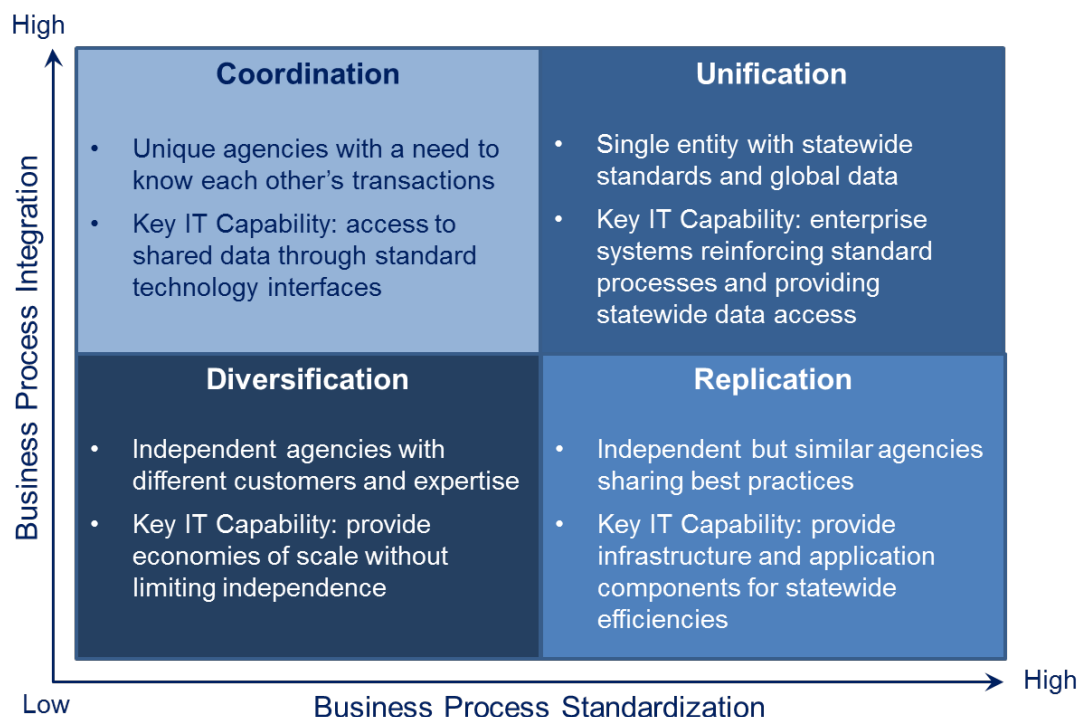 High
Business Process Integration
Coordination
• Unique agencies with a need to
know each other's transactions
• Key IT Capability: access to
shared data through standard
technology interfaces
Unification
• Single entity with statewide
standards and global data
• Key IT Capability: enterprise
systems reinforcing standard
processes and providing
statewide data access
Diversification
• Independent agencies with
different customers and expertise
• Key IT Capability: provide
economies of scale without
limiting independence
Replication
• Independent but similar agencies
sharing best practices
• Key IT Capability: provide
infrastructure and application
components for statewide
efficiencies
Low
Business Process Standardization
High